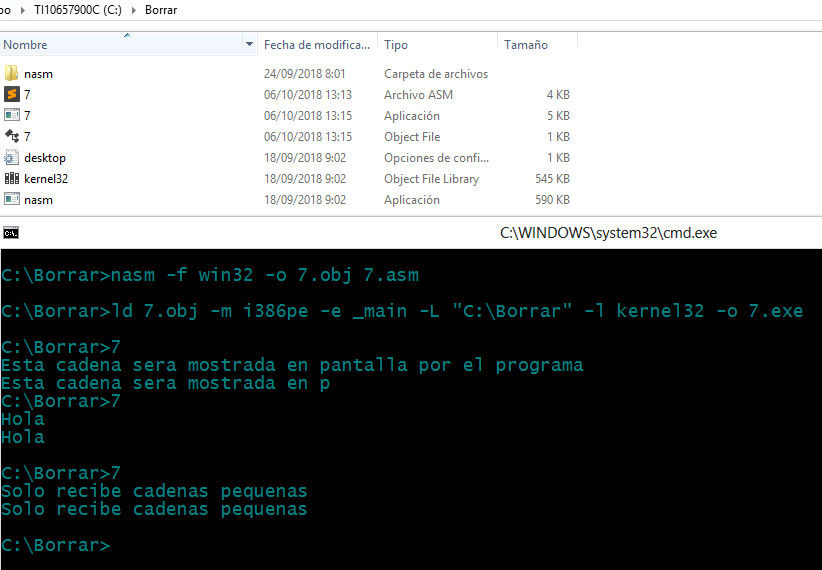 po TI10657900C (C:) Borrar
Nombre Fecha de modifica... Tipo Tamaño
nasm 24/09/2018 8:01 Carpeta de archivos
7 06/10/2018 13:13 Archivo ASM 4 KB
7 06/10/2018 13:15 Aplicación 5 KB
7 06/10/2018 13:15 Object File 1 KB
desktop 18/09/2018 9:02 Opciones de confi... 1 KB
kernel32 18/09/2018 9:02 Object File Library 545 KB
nasm 18/09/2018 9:02 Aplicación 590 KB
C:\WINDOWS\system32\cmd.exe
C:\Borrar>nasm -f win32 -o 7.obj 7.asm
C:\Borrar>ld 7.obj -m i386pe -e _main -L "C:\Borrar" -l kernel32 -o 7.exe
C:\Borrar>7
Esta cadena sera mostrada en pantalla por el programa
Esta cadena sera mostrada en p
C:\Borrar>7
Hola
Hola
C:\Borrar>7
Solo recibe cadenas pequenas
Solo recibe cadenas pequenas
C:\Borrar>